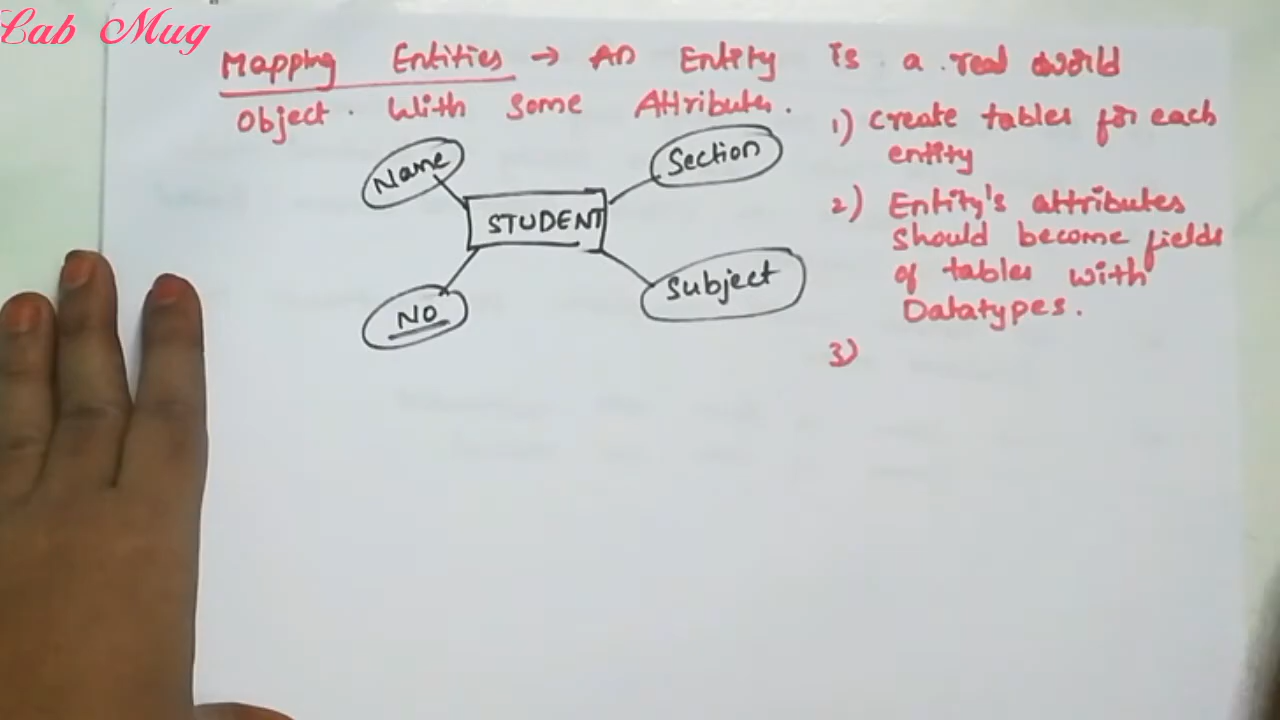 Lab Mug
Mapping Entities → An Entity is a real world
object with some Attributes.
1) create tables for each
entity
Name
Section
STUDENT
2) Entity's attributes
should become fields
of tables with
Datatypes.
Subject
NO
3)